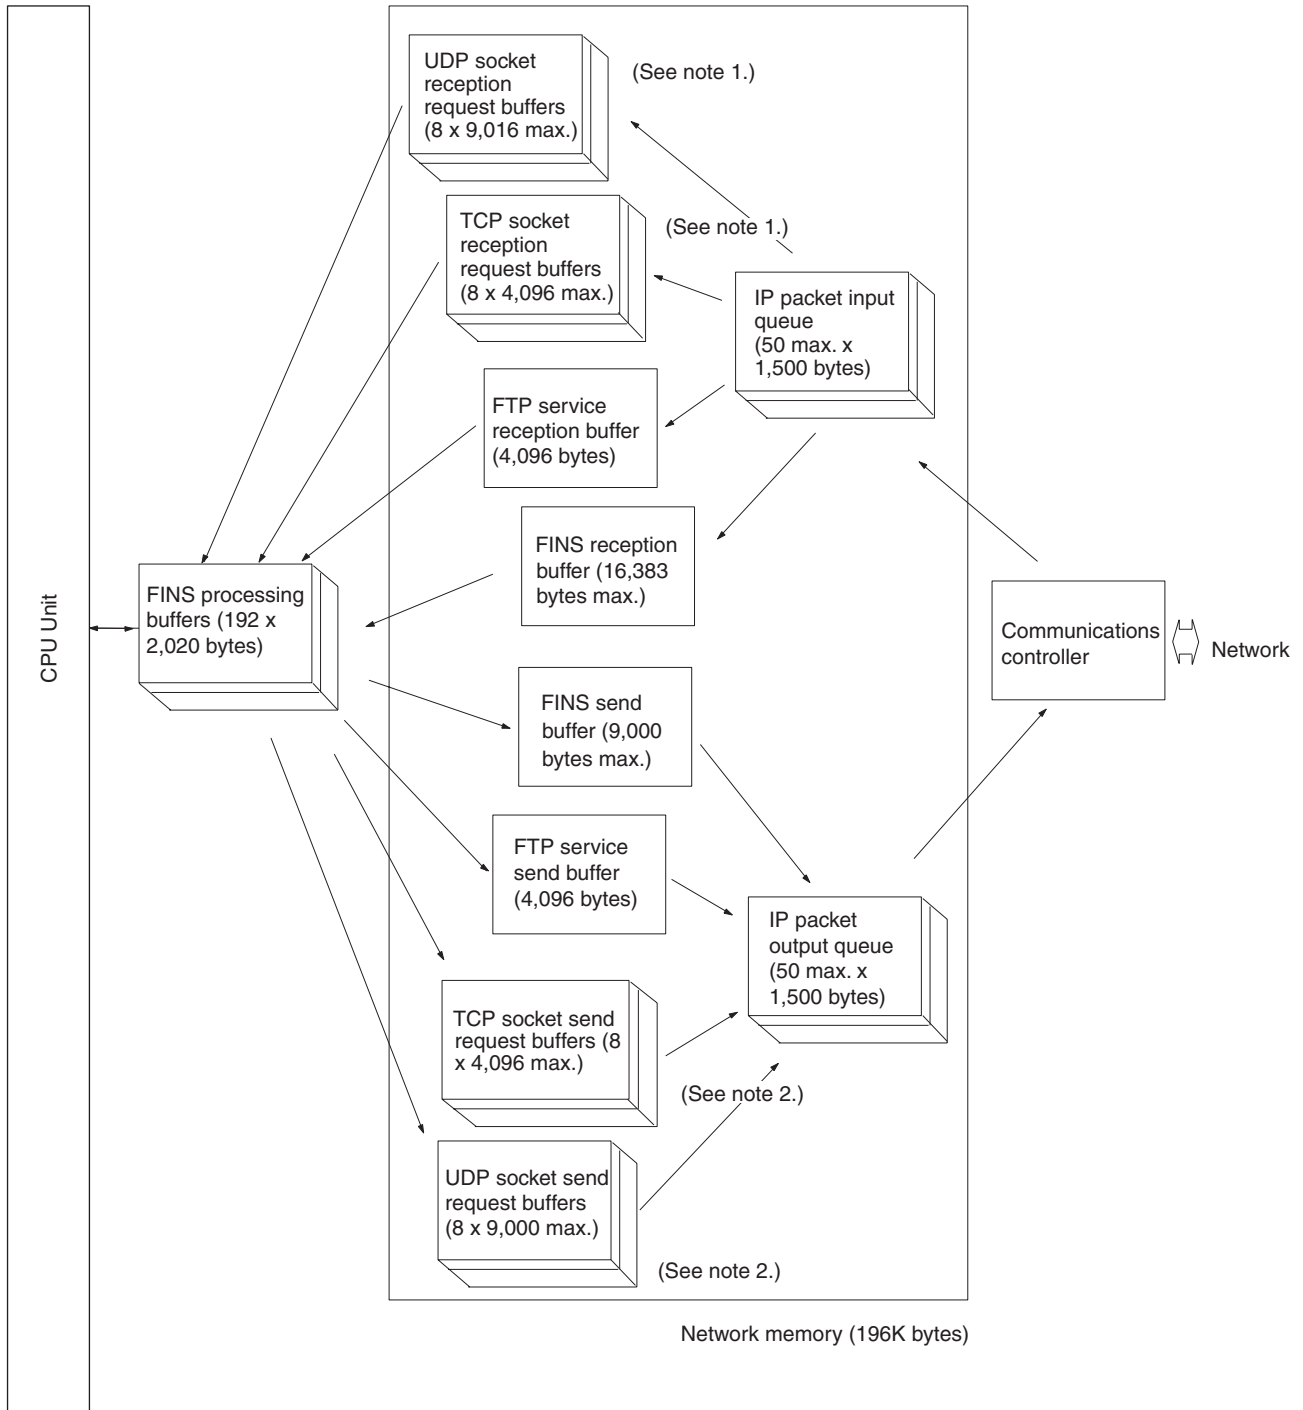 UDP socket
reception
request buffers
(8 x 9,016 max.)
(See note 1.)
TCP socket
reception
request buffers
(8 x 4,096 max.)
(See note 1.)
IP packet input
queue
(50 max. x
1,500 bytes)
FTP service
reception buffer
(4,096 bytes)
FINS reception
buffer (16,383
bytes max.)
CPU Unit
FINS processing
buffers (192 x
2,020 bytes)
Communications
controller
Network
FINS send
buffer (9,000
bytes max.)
FTP service
send buffer
(4,096 bytes)
IP packet
output queue
(50 max. x
1,500 bytes)
TCP socket send
request buffers (8
x 4,096 max.)
(See note 2.)
UDP socket send
request buffers
(8 x 9,000 max.)
(See note 2.)
Network memory (196K bytes)